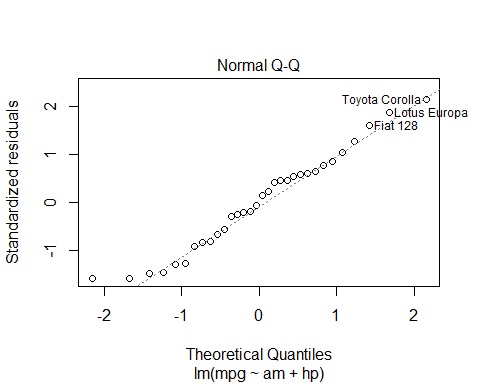 Normal Q-Q
Standardized residuals
2
1
0
-1
Toyota Corolla
Lotus Europa
Fiat 128
-2 -1 0 1 2
Theoretical Quantiles
lm(mpg ~ am + hp)